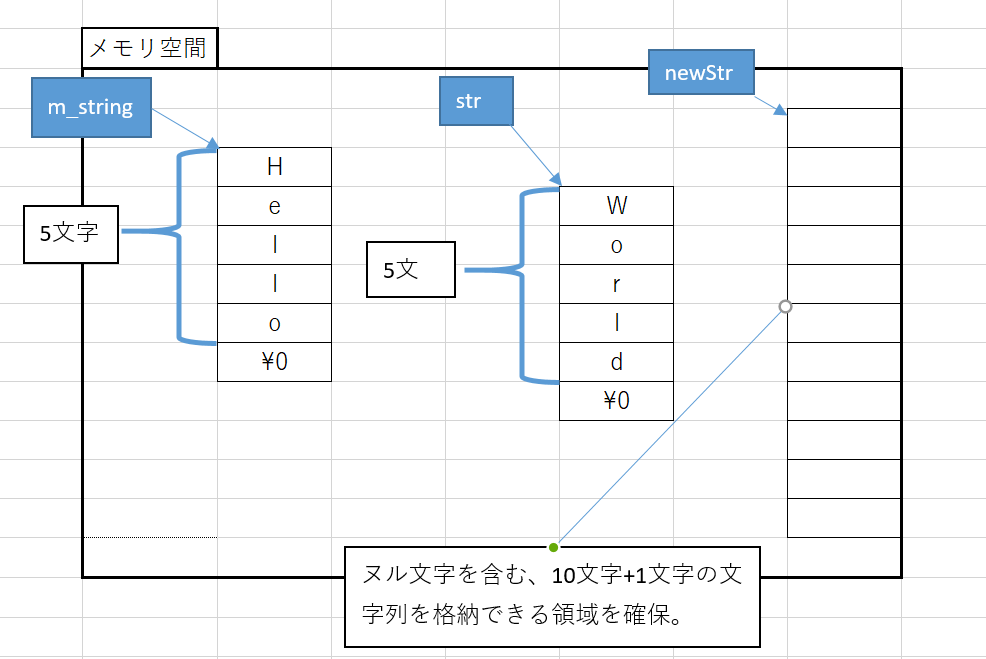 メモリ空間
m_string
str
newStr
H
e
l
l
o
¥0
5文字
W
o
r
l
d
¥0
5文
ヌル文字を含む、10文字+1文字の文
字列を格納できる領域を確保。